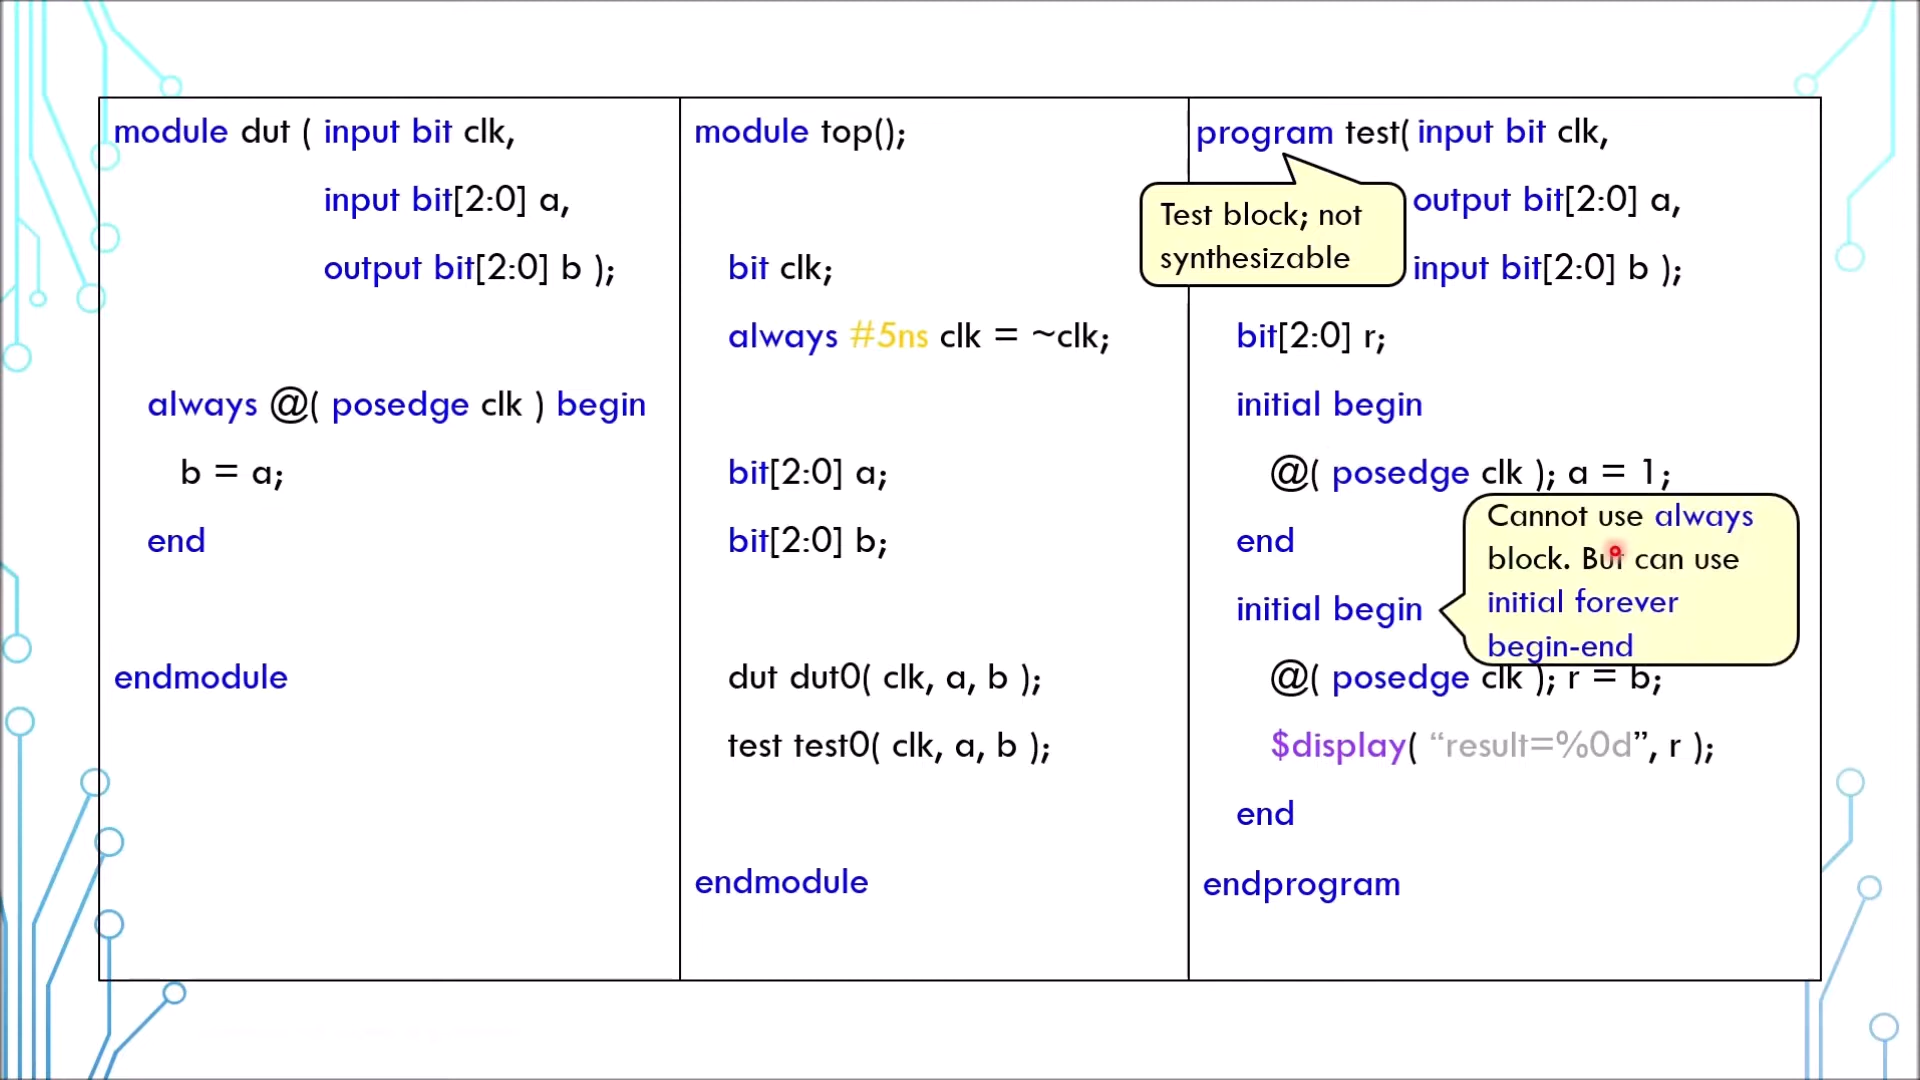 module dut ( input bit clk,
input bit[2:0] a,
output bit[2:0] b );
always @( posedge clk ) begin
b = a;
end
endmodule
module top();
bit clk;
always #5ns clk = ~clk;
bit[2:0] a;
bit[2:0] b;
dut dut0( clk, a, b );
test test0( clk, a, b );
endmodule
program test( input bit clk,
output bit[2:0] a,
input bit[2:0] b );
Test block; not
synthesizable
bit[2:0] r;
initial begin
@( posedge clk ); a = 1;
end
initial begin
Cannot use always
block. But can use
initial forever
begin-end
@( posedge clk ); r = b;
$display( “result=%0d”, r );
end
endprogram